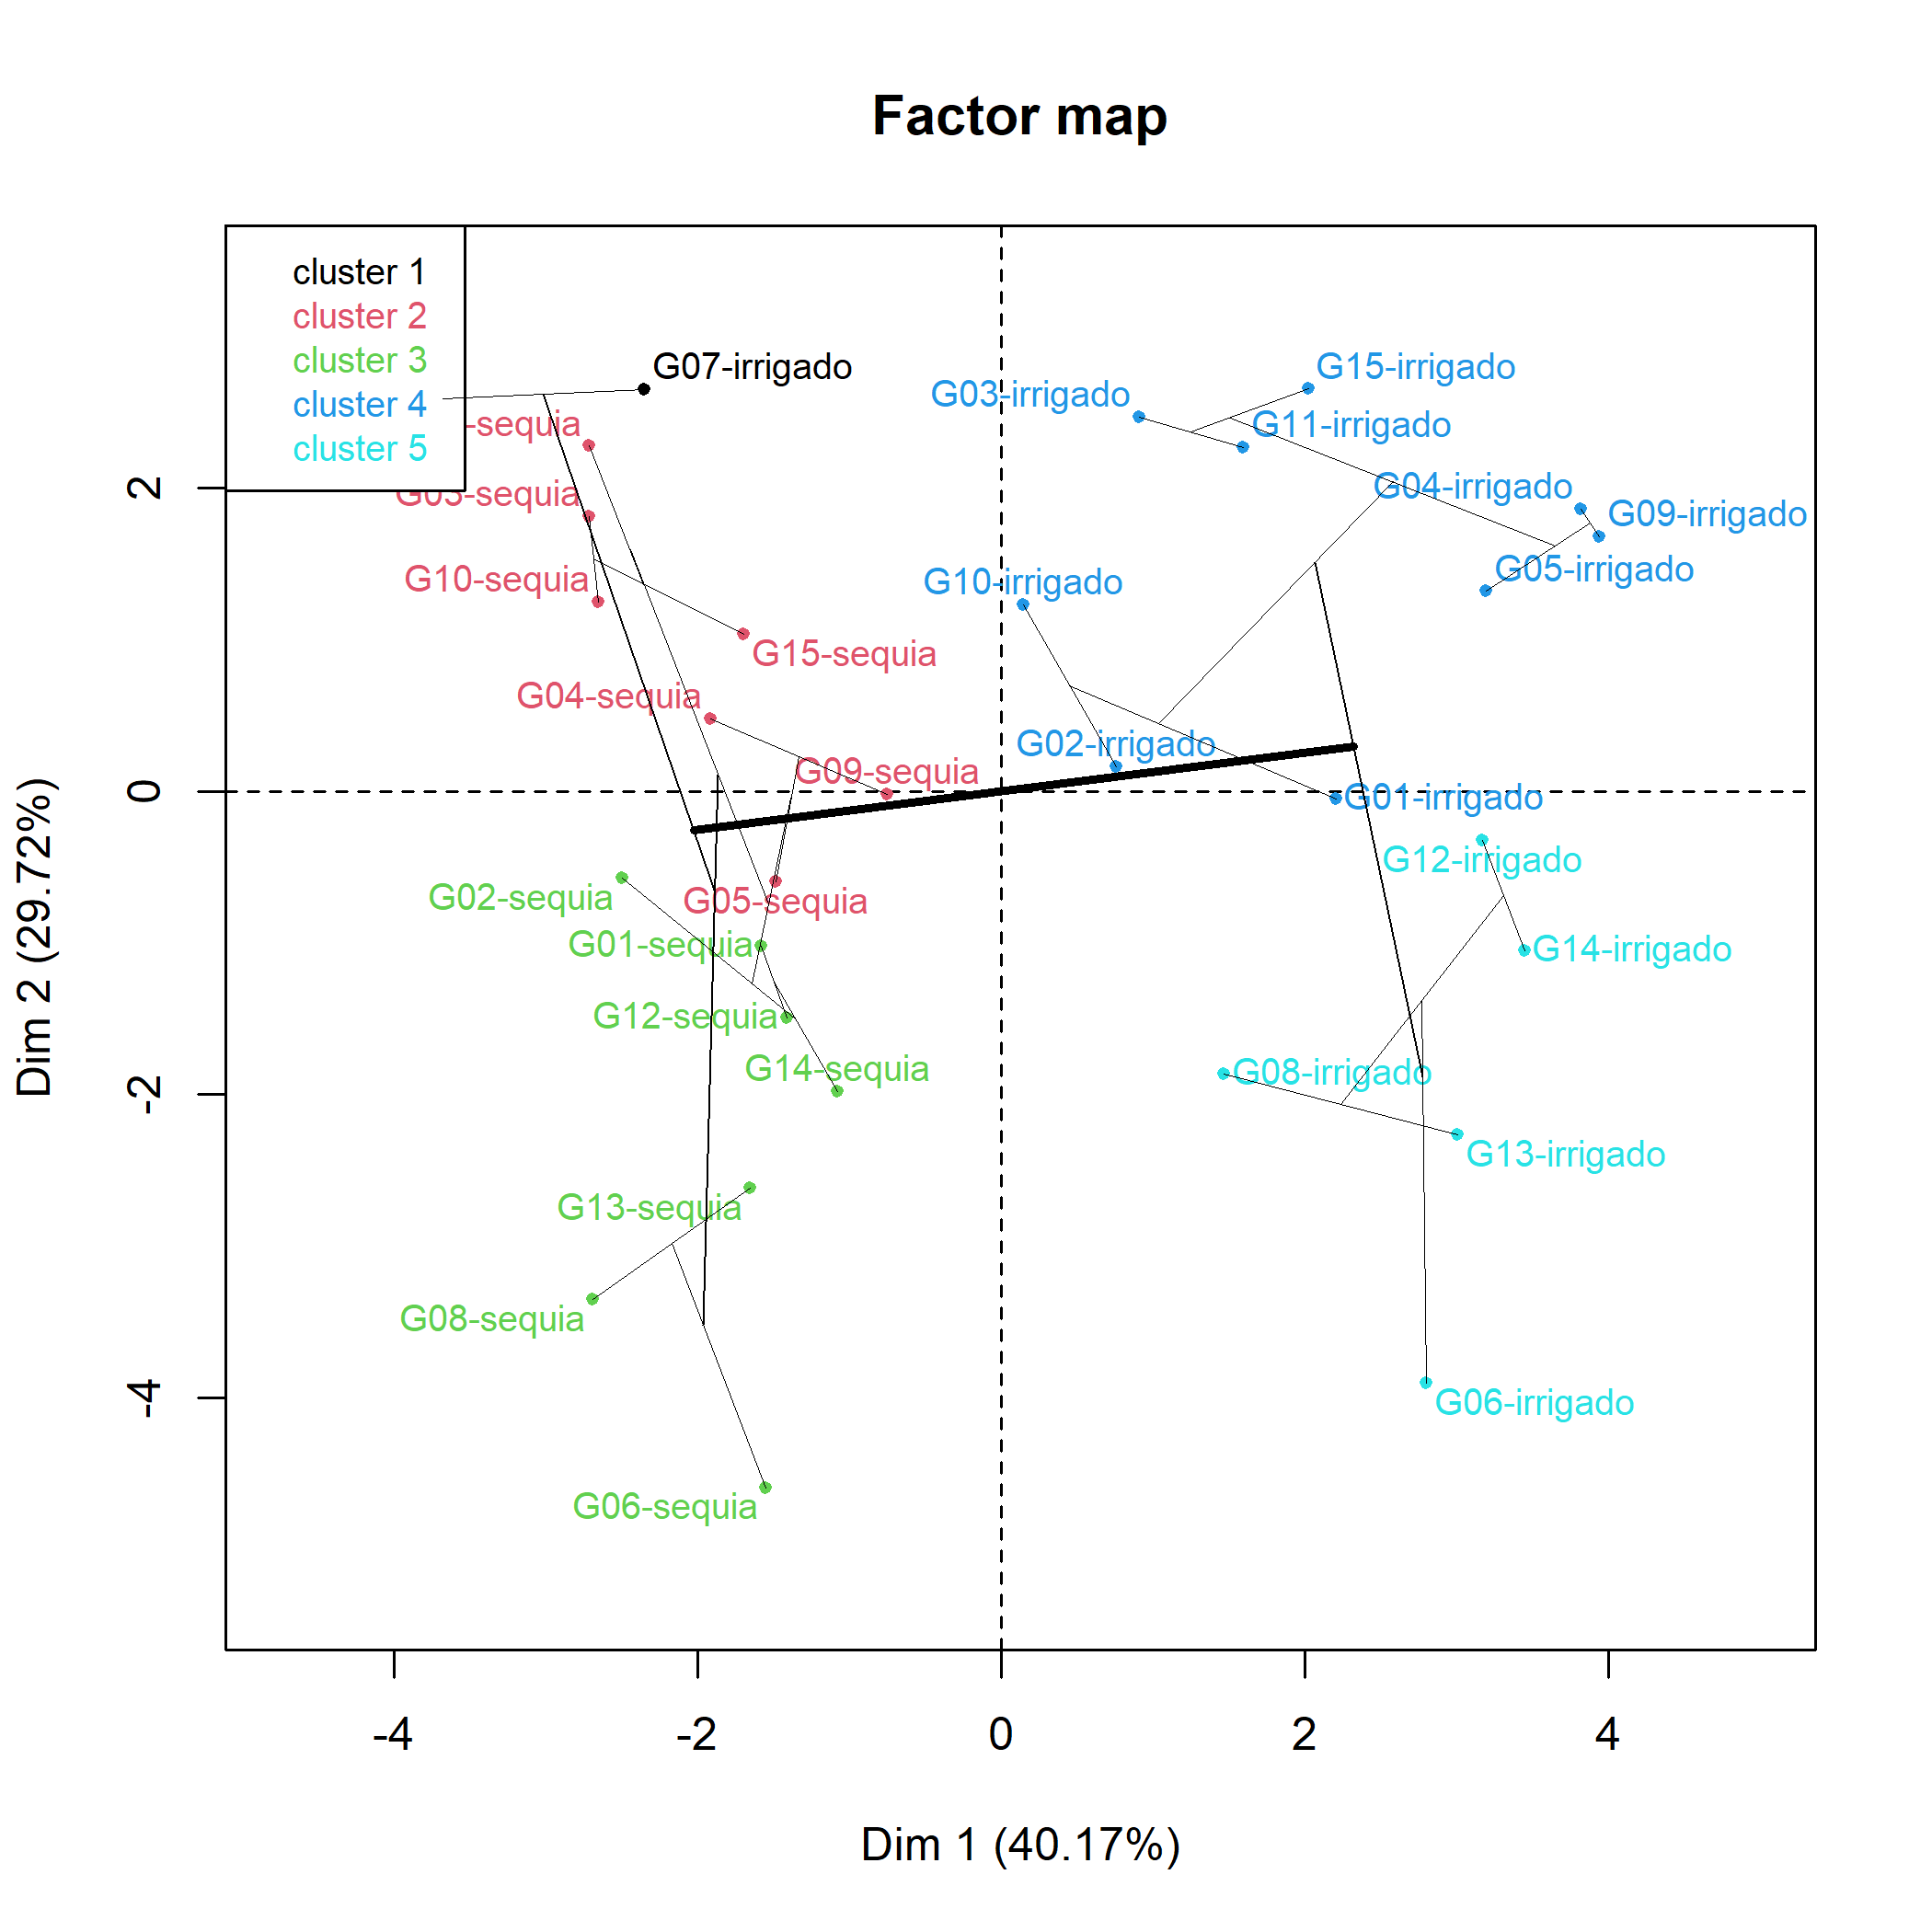 Factor map
cluster 1
cluster 2
cluster 3
cluster 4
cluster 5
G07-irrigado
G15-irrigado
G03-irrigado
G11-irrigado
-sequia
G04-irrigado
G03-sequia
G09-irrigado
G05-irrigado
G10-sequia
G10-irrigado
G15-sequia
G04-sequia
G02-irrigado
G09-sequia
G01-irrigado
G12-irrigado
G02-sequia
G05-sequia
G01-sequia
G14-irrigado
G12-sequia
G14-sequia
G08-irrigado
G13-irrigado
G13-sequia
G08-sequia
G06-irrigado
G06-sequia
2
0
-2
-4
Dim 2 (29.72%)
-4
-2
0
2
4
Dim 1 (40.17%)